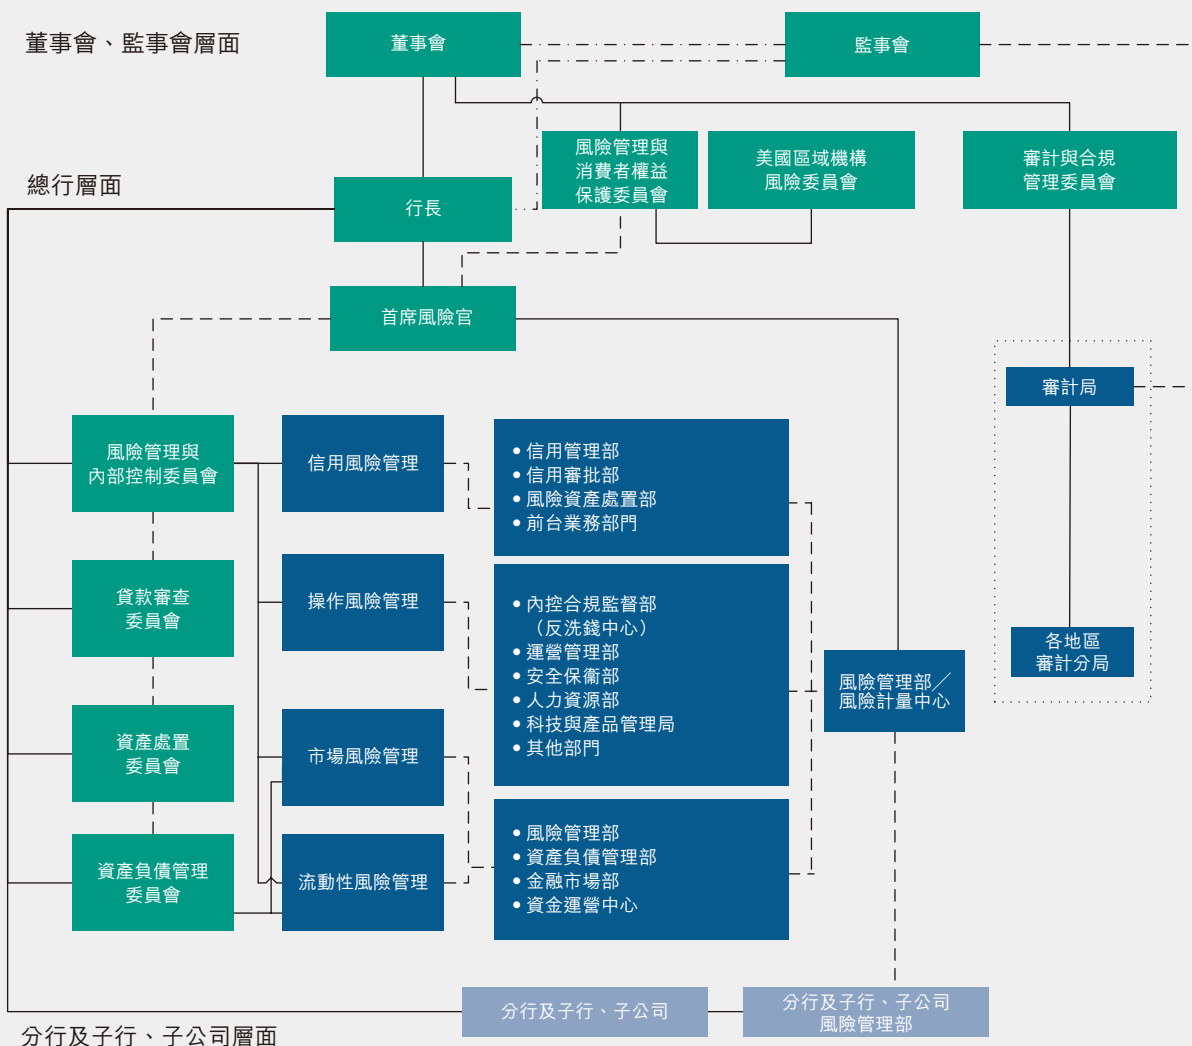 董事會、監事會層面
董事會
監事會
風險管理與
消費者權益
保護委員會
美國區域機構
風險委員會
審計與合規
管理委員會
總行層面
行長
首席風險官
審計局
各地區
審計分局
風險管理與
內部控制委員會
貸款審查
委員會
資產處置
委員會
資產負債管理
委員會
信用風險管理
操作風險管理
市場風險管理
流動性風險管理
• 信用管理部
• 信用審批部
• 風險資產處置部
• 前台業務部門
• 內控合規監督部
（反洗錢中心）
• 運營管理部
• 安全保衞部
• 人力資源部
• 科技與產品管理局
• 其他部門
• 風險管理部
• 資產負債管理部
• 金融市場部
• 資金運營中心
風險管理部／
風險計量中心
分行及子行、子公司
分行及子行、子公司
風險管理部
分行及子行、子公司層面